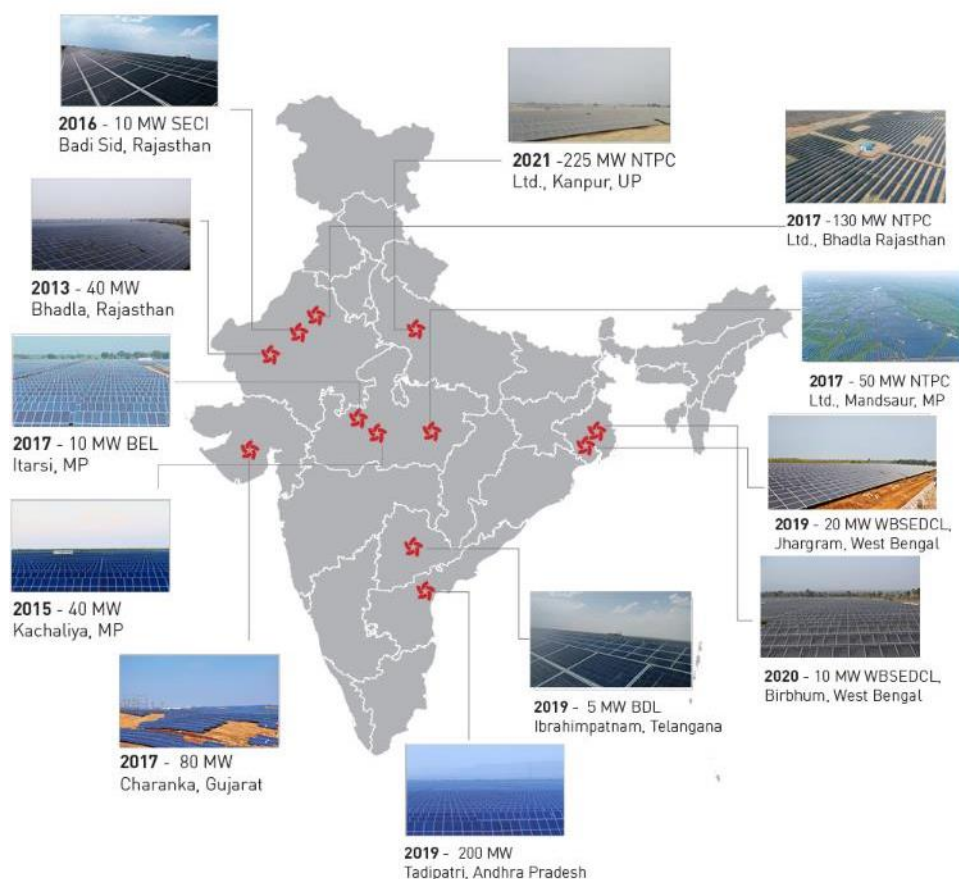 2016 - 10 MW SECI
Badi Sid, Rajasthan
2021 -225 MW NTPC
Ltd., Kanpur, UP
2017 -130 MW NTPC
Ltd., Bhadla Rajasthan
2013 - 40 MW
Bhadla, Rajasthan
2017 - 50 MW NTPC
Ltd., Mandsaur, MP
2017 - 10 MW BEL
Itarsi, MP
2019 - 20 MW WBSEDCL,
Jhargram, West Bengal
2015 - 40 MW
Kachaliya, MP
2020 - 10 MW WBSEDCL,
Birbhum, West Bengal
2019 - 5 MW BDL
Ibrahimpatnam, Telangana
2017 - 80 MW
Charanka, Gujarat
2019 - 200 MW
Tadipatri, Andhra Pradesh